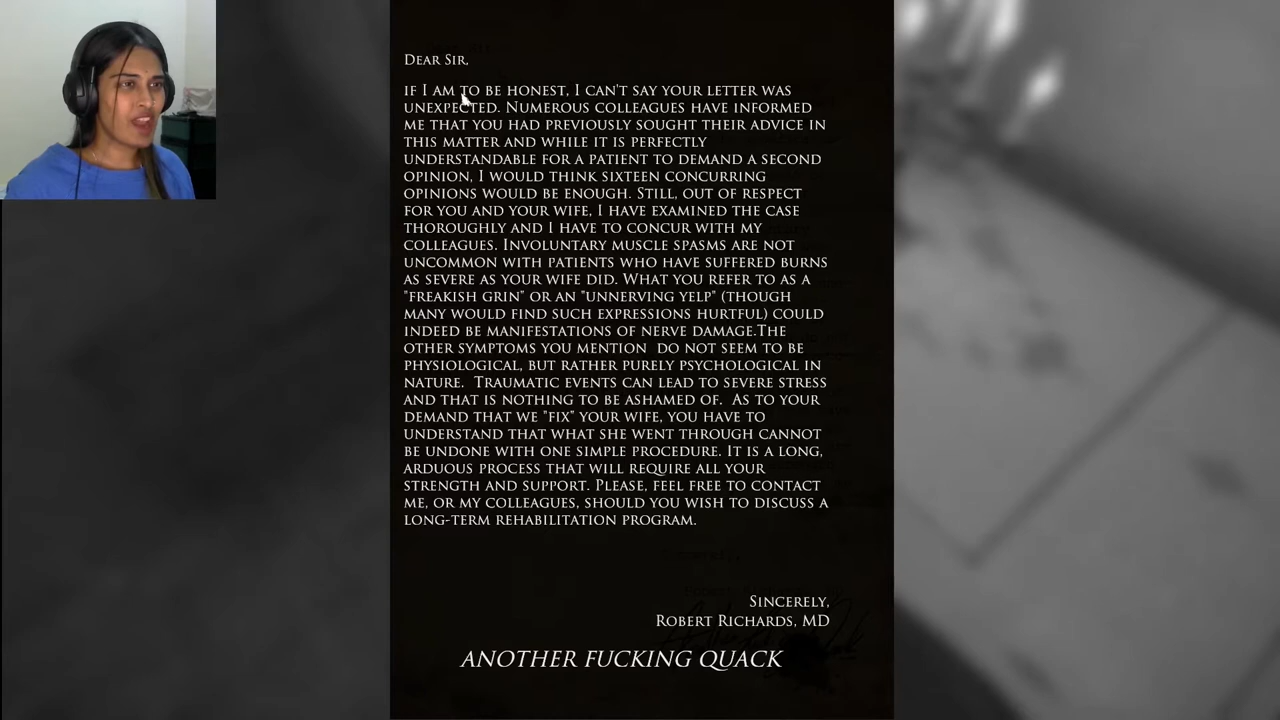 Dear Sir,
if I am to be honest, I can't say your letter was
unexpected. Numerous colleagues have informed
me that you had previously sought their advice in
this matter and while it is perfectly
understandable for a patient to demand a second
opinion, I would think sixteen concurring
opinions would be enough. Still, out of respect
for you and your wife, I have examined the case
thoroughly and I have to concur with my
colleagues. Involuntary muscle spasms are not
uncommon with patients who have suffered burns
as severe as your wife did. What you refer to as a
"freakish grin" or an "unnerving yelp" (though
many would find such expressions hurtful) could
indeed be manifestations of nerve damage.The
other symptoms you mention do not seem to be
physiological, but rather purely psychological in
nature. Traumatic events can lead to severe stress
and that is nothing to be ashamed of. As to your
demand that we "fix" your wife, you have to
understand that what she went through cannot
be undone with one simple procedure. It is a long,
arduous process that will require all your
strength and support. Please, feel free to contact
me, or my colleagues, should you wish to discuss a
long-term rehabilitation program.
Sincerely,
Robert Richards, MD
ANOTHER FUCKING QUACK